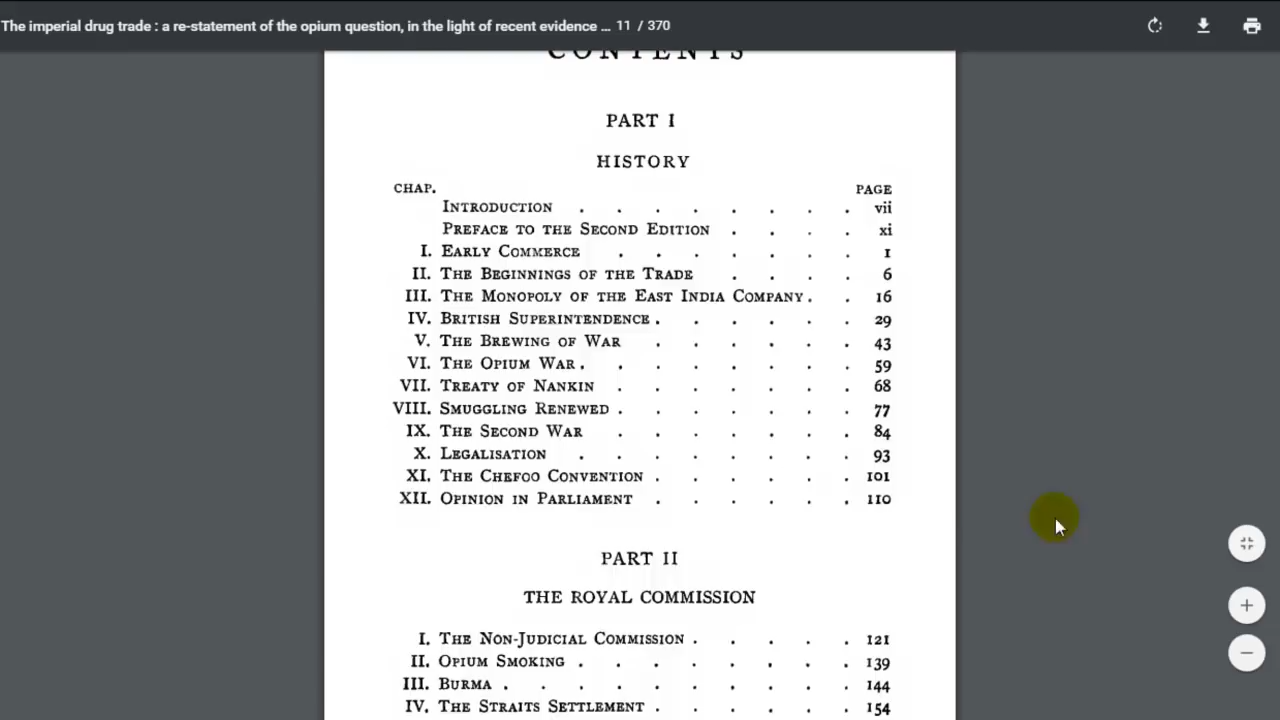 The imperial drug trade : a re-statement of the opium question, in the light of recent evidence ... 11 / 370
CONTENTS
PART I
HISTORY
CHAP. PAGE
INTRODUCTION . . . . . . . . vii
PREFACE TO THE SECOND EDITION . . . . xi
I. EARLY COMMERCE . . . . . . . 1
II. THE BEGINNINGS OF THE TRADE . . . . 6
III. THE MONOPOLY OF THE EAST INDIA COMPANY . . 16
IV. BRITISH SUPERINTENDENCE . . . . . . 29
V. THE BREWING OF WAR . . . . . . 43
VI. THE OPIUM WAR . . . . . . . . 59
VII. TREATY OF NANKIN . . . . . . . 68
VIII. SMUGGLING RENEWED . . . . . . . 77
IX. THE SECOND WAR . . . . . . . 84
X. LEGALISATION . . . . . . . . 93
XI. THE CHEFOO CONVENTION . . . . . . 101
XII. OPINION IN PARLIAMENT . . . . . . 110
PART II
THE ROYAL COMMISSION
I. THE NON-JUDICIAL COMMISSION . . . . . 121
II. OPIUM SMOKING . . . . . . . . 139
III. BURMA . . . . . . . . . . 144
IV. THE STRAITS SETTLEMENT . . . . . . 154